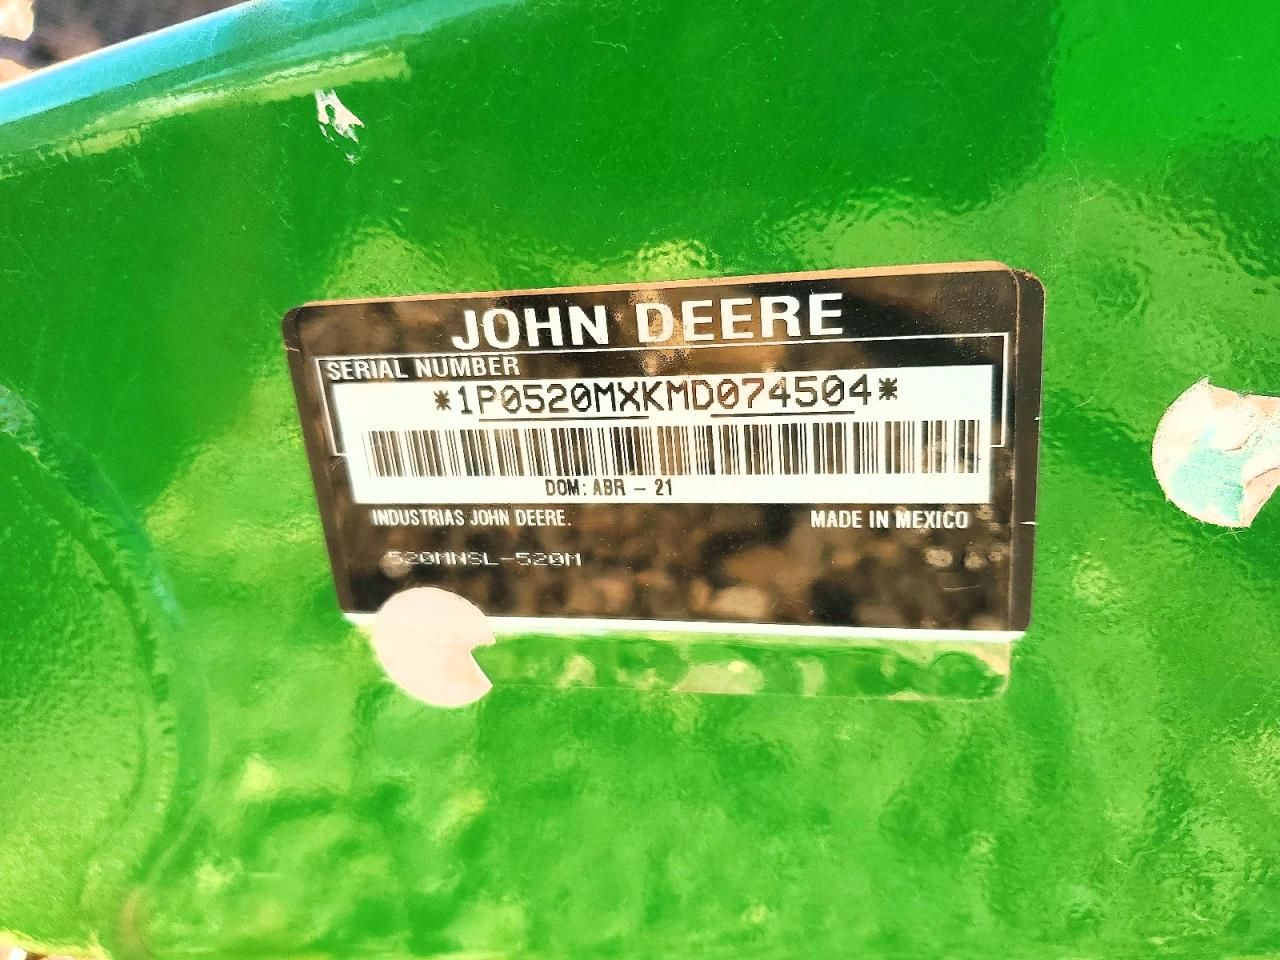 JOHN DEERE
SERIAL NUMBER
*1P0520MXKMD074504*
DOM: ABR - 21
INDUSTRIAS JOHN DEERE. MADE IN MEXICO
520MNSL-520M